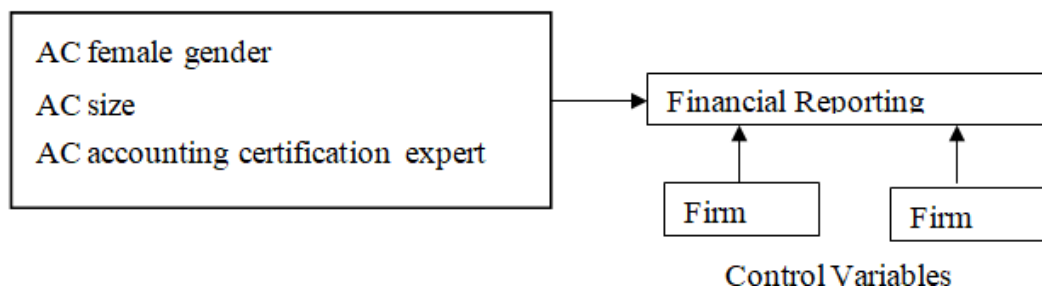 AC female gender
AC size
AC accounting certification expert
Financial Reporting
Firm
Firm
Control Variables